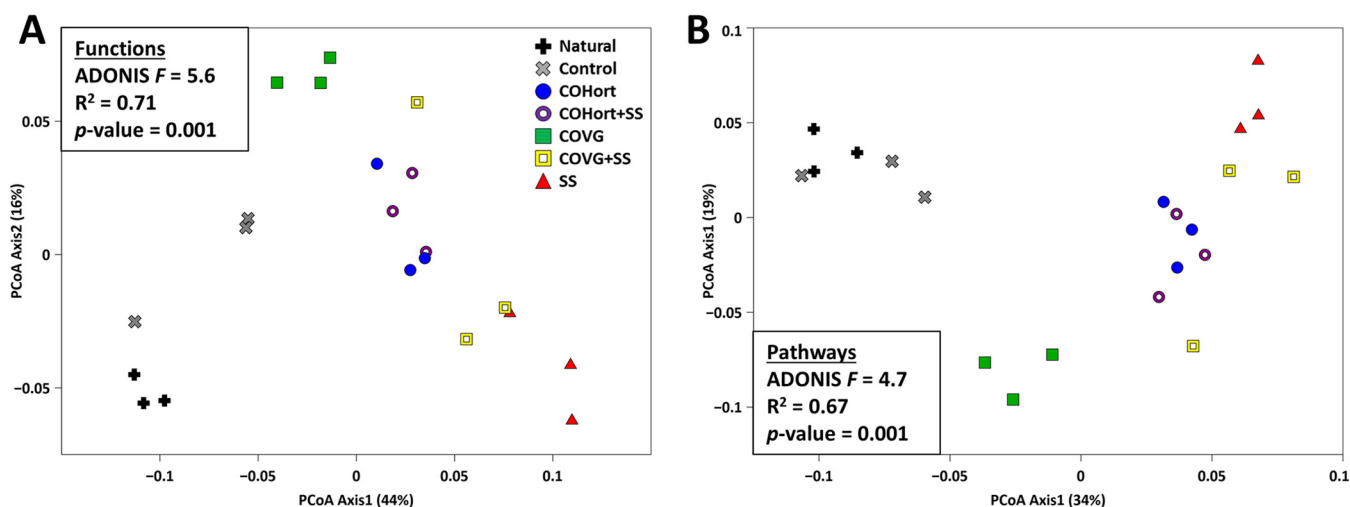 A
Functions
ADONIS F = 5.6
R² = 0.71
p-value = 0.001
Natural
Control
COHort
COHort+SS
COVG
COVG+SS
SS
PCoA Axis2 (16%)
0.05
0
−0.05
−0.1
−0.05
0
0.05
0.1
PCoA Axis1 (44%)
B
PCoA Axis1 (19%)
0.1
0.05
0
−0.05
−0.1
Pathways
ADONIS F = 4.7
R² = 0.67
p-value = 0.001
−0.1
−0.05
0
0.05
0.1
PCoA Axis1 (34%)